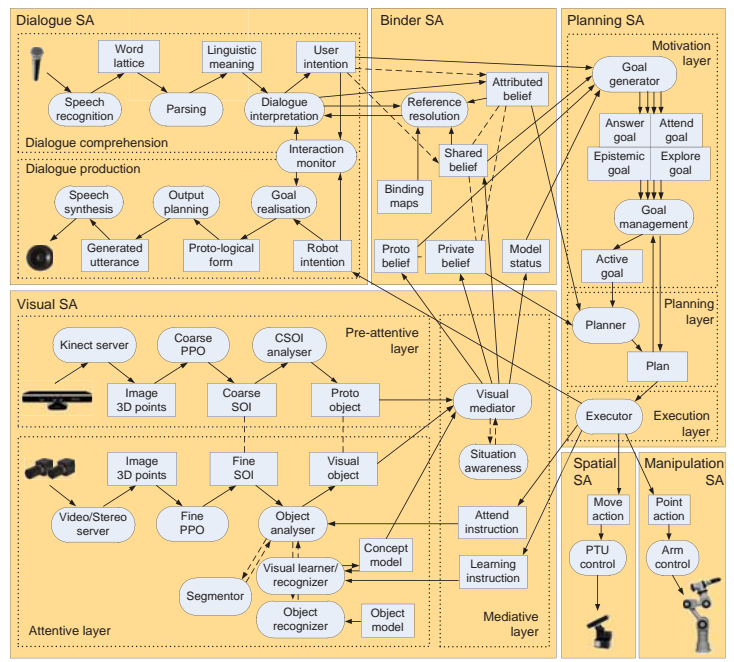 Dialogue SA
Word
lattice
Linguistic
meaning
User
intention
Speech
recognition
Parsing
Dialogue
interpretation
Dialogue comprehension
Interaction
monitor
Dialogue production
Speech
synthesis
Output
planning
Goal
realisation
Generated
utterance
Proto-logical
form
Robot
intention
Binder SA
Attributed
belief
Reference
resolution
Shared
belief
Binding
maps
Proto
belief
Private belief
Model
status
Planning SA
Motivation
layer
Goal
generator
Answer
goal
Attend
goal
Epistemic
goal
Explore
goal
Goal
management
Active
goal
Planning
layer
Planner
Plan
Executor
Execution
layer
Visual SA
Pre-attentive
layer
Kinect server
Coarse
PPO
CSOI
analyser
Image
3D points
Coarse
SOI
Proto
object
Visual
mediator
Situation
awareness
Image
3D points
Fine
SOI
Visual
object
Video/Stereo
server
Fine
PPO
Object
analyser
Attend
instruction
Concept
model
Visual learner/
recognizer
Learning
instruction
Segmentor
Object
recognizer
Object
model
Attentive layer
Mediative
layer
Spatial
SA
Move
action
PTU
control
Manipulation
SA
Point
action
Arm
control